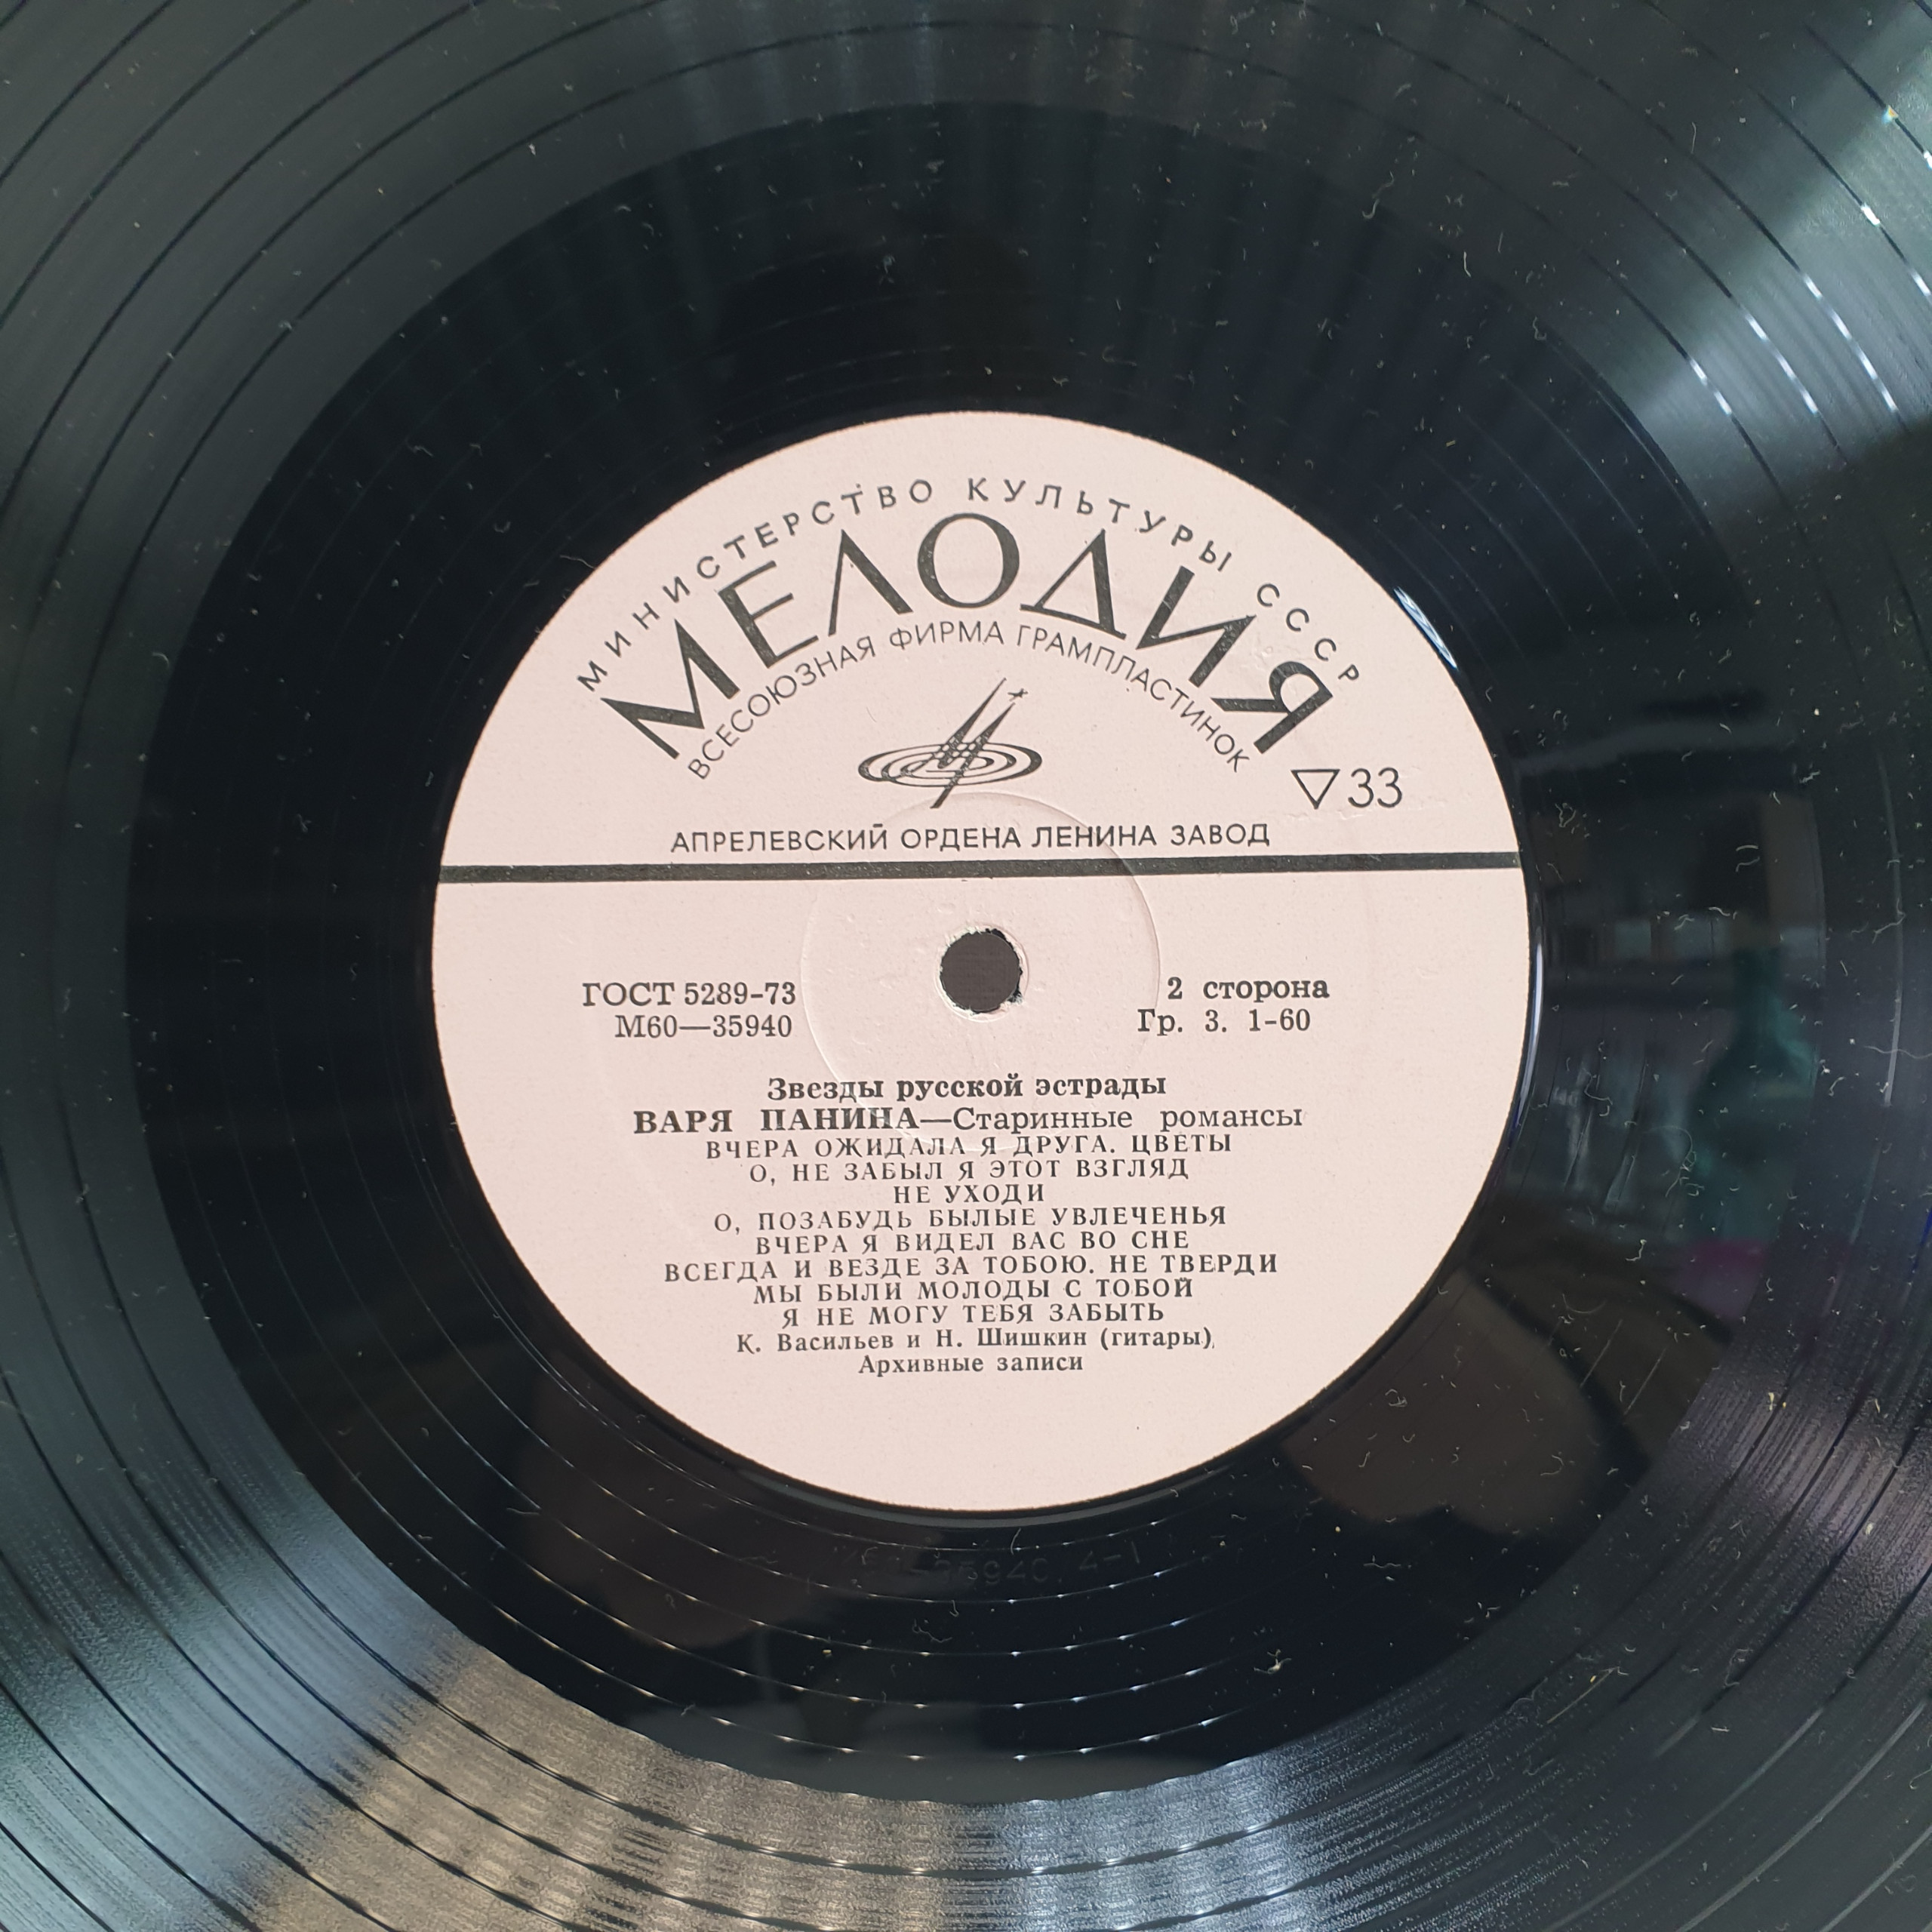 МИНИСТЕРСТВО КУЛЬТУРЫ СССР
МЕЛОДИЯ
ВСЕСОЮЗНАЯ ФИРМА ГРАМПЛАСТИНОК
▽33
АПРЕЛЕВСКИЙ ОРДЕНА ЛЕНИНА ЗАВОД
ГОСТ 5289-73
М60—35940
2 сторона
Гр. 3. 1-60
Звезды русской эстрады
ВАРЯ ПАНИНА—Старинные романсы
ВЧЕРА ОЖИДАЛА Я ДРУГА. ЦВЕТЫ
О, НЕ ЗАБЫЛ Я ЭТОТ ВЗГЛЯД
НЕ УХОДИ
О, ПОЗАБУДЬ БЫЛЫЕ УВЛЕЧЕНЬЯ
ВЧЕРА Я ВИДЕЛ ВАС ВО СНЕ
ВСЕГДА И ВЕЗДЕ ЗА ТОБОЮ. НЕ ТВЕРДИ
МЫ БЫЛИ МОЛОДЫ С ТОБОЙ
Я НЕ МОГУ ТЕБЯ ЗАБЫТЬ
К. Васильев и Н. Шишкин (гитары)
Архивные записи